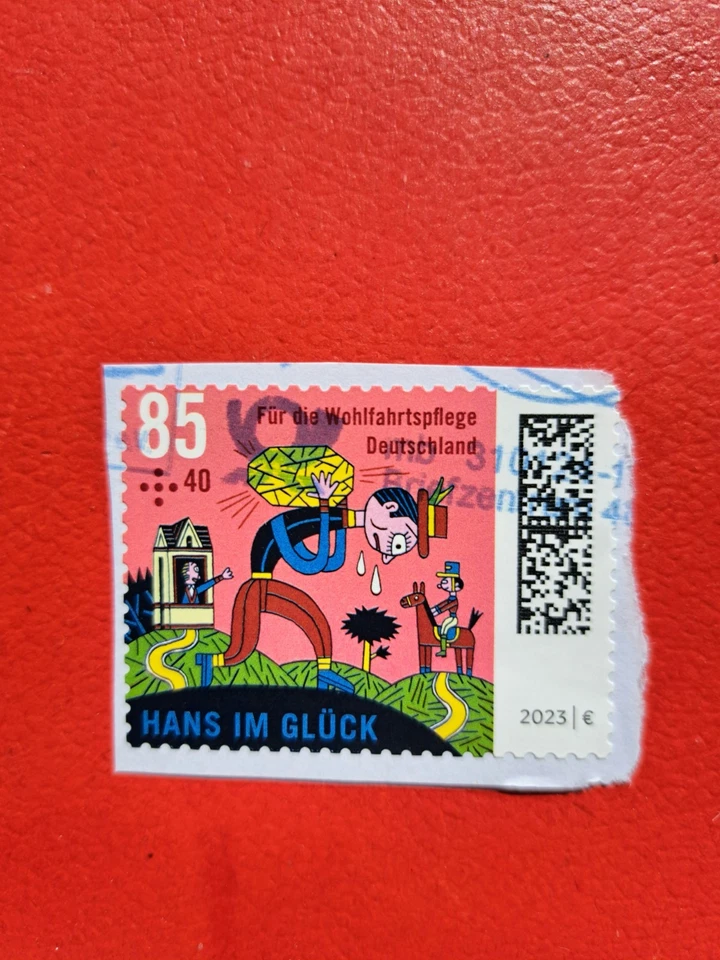 85
Für die Wohlfahrtspflege
Deutschland
40
HANS IM GLÜCK
2023 | €